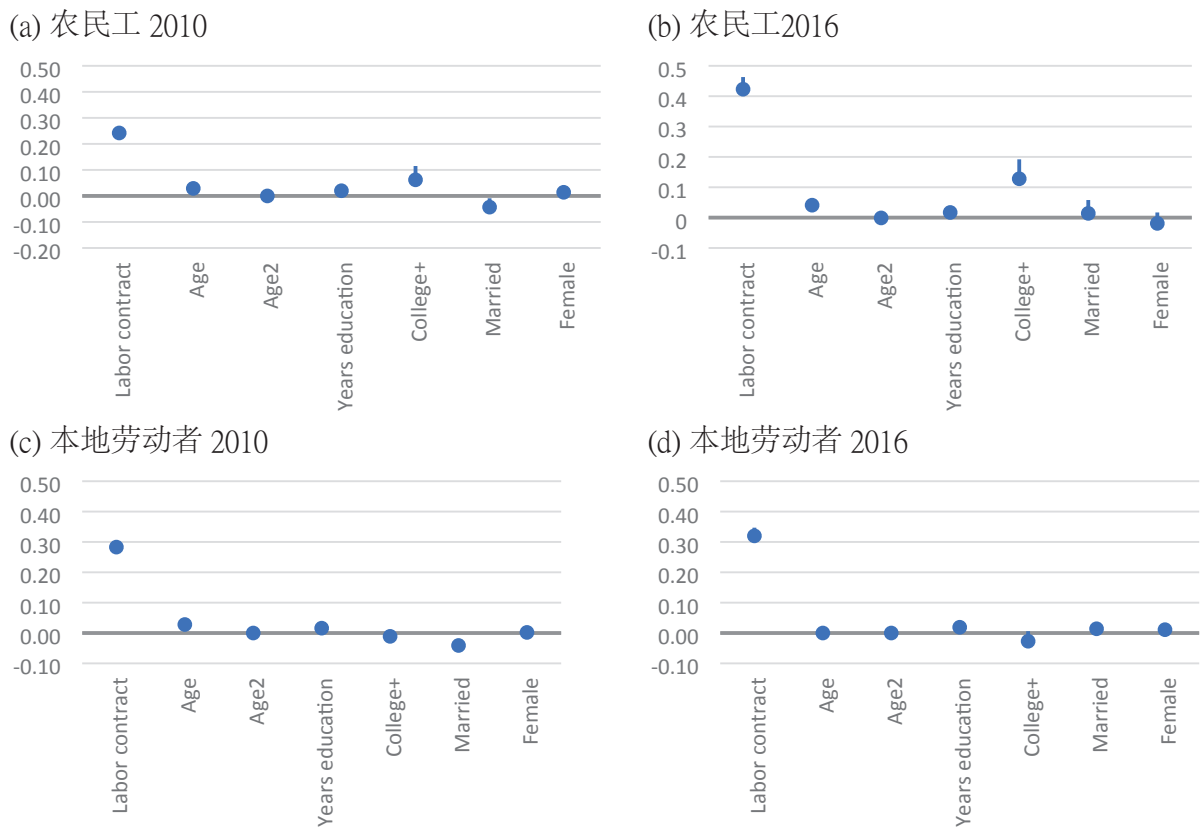 (a) 农民工 2010
0.50
0.40
0.30
0.20
0.10
0.00
-0.10
-0.20
Labor contract
Age
Age2
Years education
College+
Married
Female
(b) 农民工2016
0.5
0.4
0.3
0.2
0.1
0
-0.1
Labor contract
Age
Age2
Years education
College+
Married
Female
(c) 本地劳动者 2010
0.50
0.40
0.30
0.20
0.10
0.00
-0.10
Labor contract
Age
Age2
Years education
College+
Married
Female
(d) 本地劳动者 2016
0.50
0.40
0.30
0.20
0.10
0.00
-0.10
Labor contract
Age
Age2
Years education
College+
Married
Female